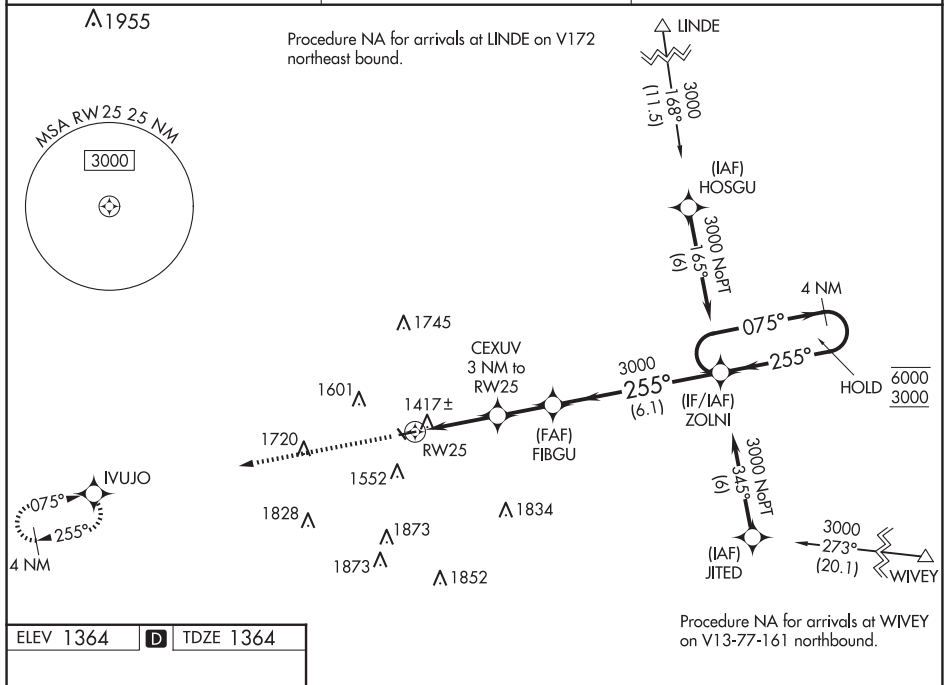 1955
Procedure NA for arrivals at LINDE on V172
northeast bound.
LINDE
MSA RW25 25 NM
3000
3000
168°
(11.5)
(IAF)
HOSGU
3000 NoPT
165°
(6)
4 NM
075°
255°
HOLD
6000
3000
1745
CEXUV
3 NM to
RW25
3000
255°
(6.1)
(IF/IAF)
ZOLNI
1601
1417±
(FAF)
FIBGU
1720
RW25
1552
IVUJO
075°
255°
4 NM
1828
1873
1834
1873
1852
3000 NoPT
345°
(6)
(IAF)
JITED
3000
273°
(20.1)
WIVEY
Procedure NA for arrivals at WIVEY
on V13-77-161 northbound.
ELEV 1364 D TDZE 1364